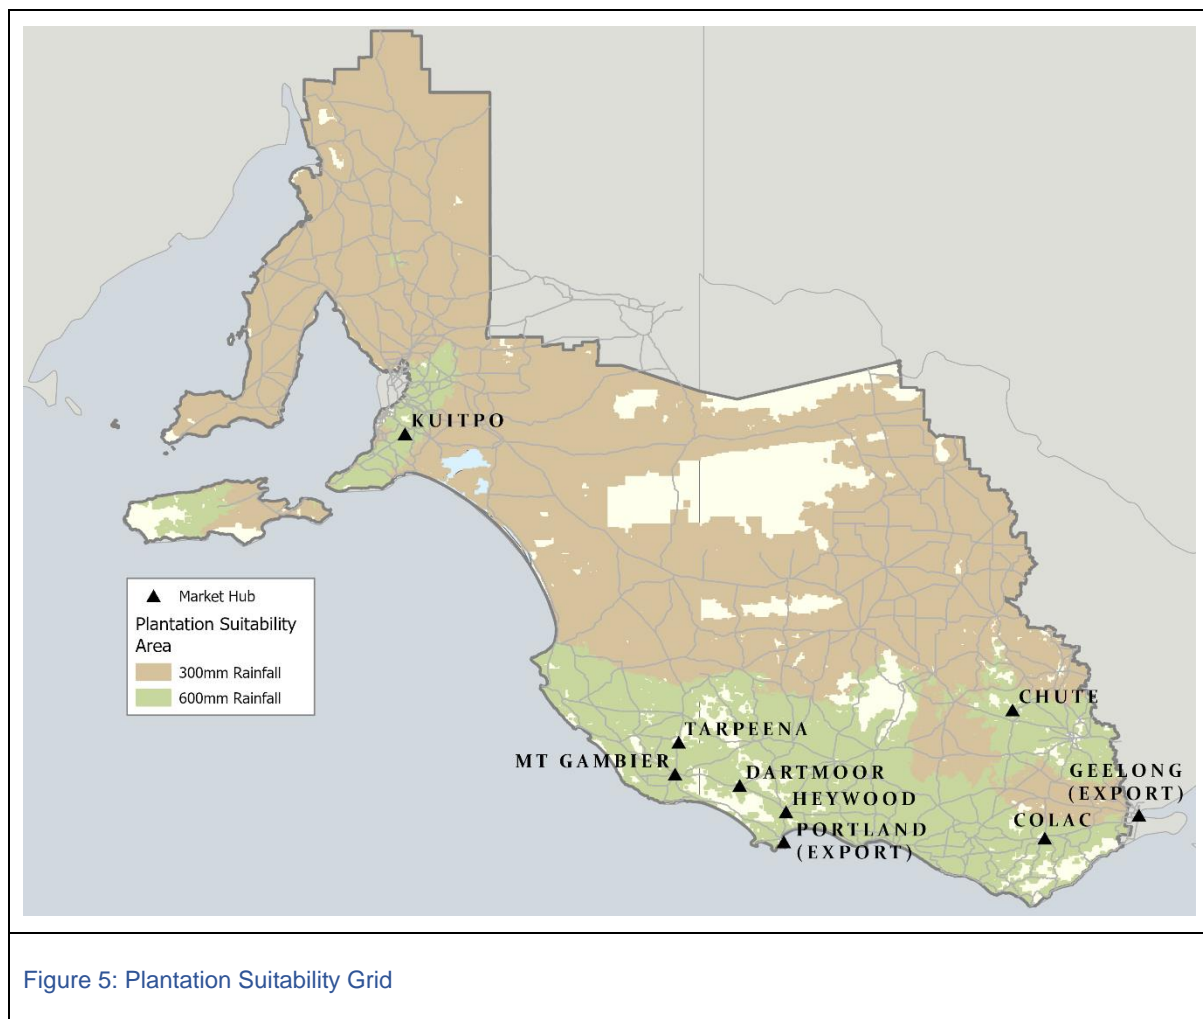 KUITPO
Market Hub
Plantation Suitability
Area
300mm Rainfall
600mm Rainfall
CHUTE
TARPEENA
MT GAMBIER
DARTMOOR
GEELONG
(EXPORT)
HEYWOOD
COLAC
PORTLAND
(EXPORT)
Figure 5: Plantation Suitability Grid